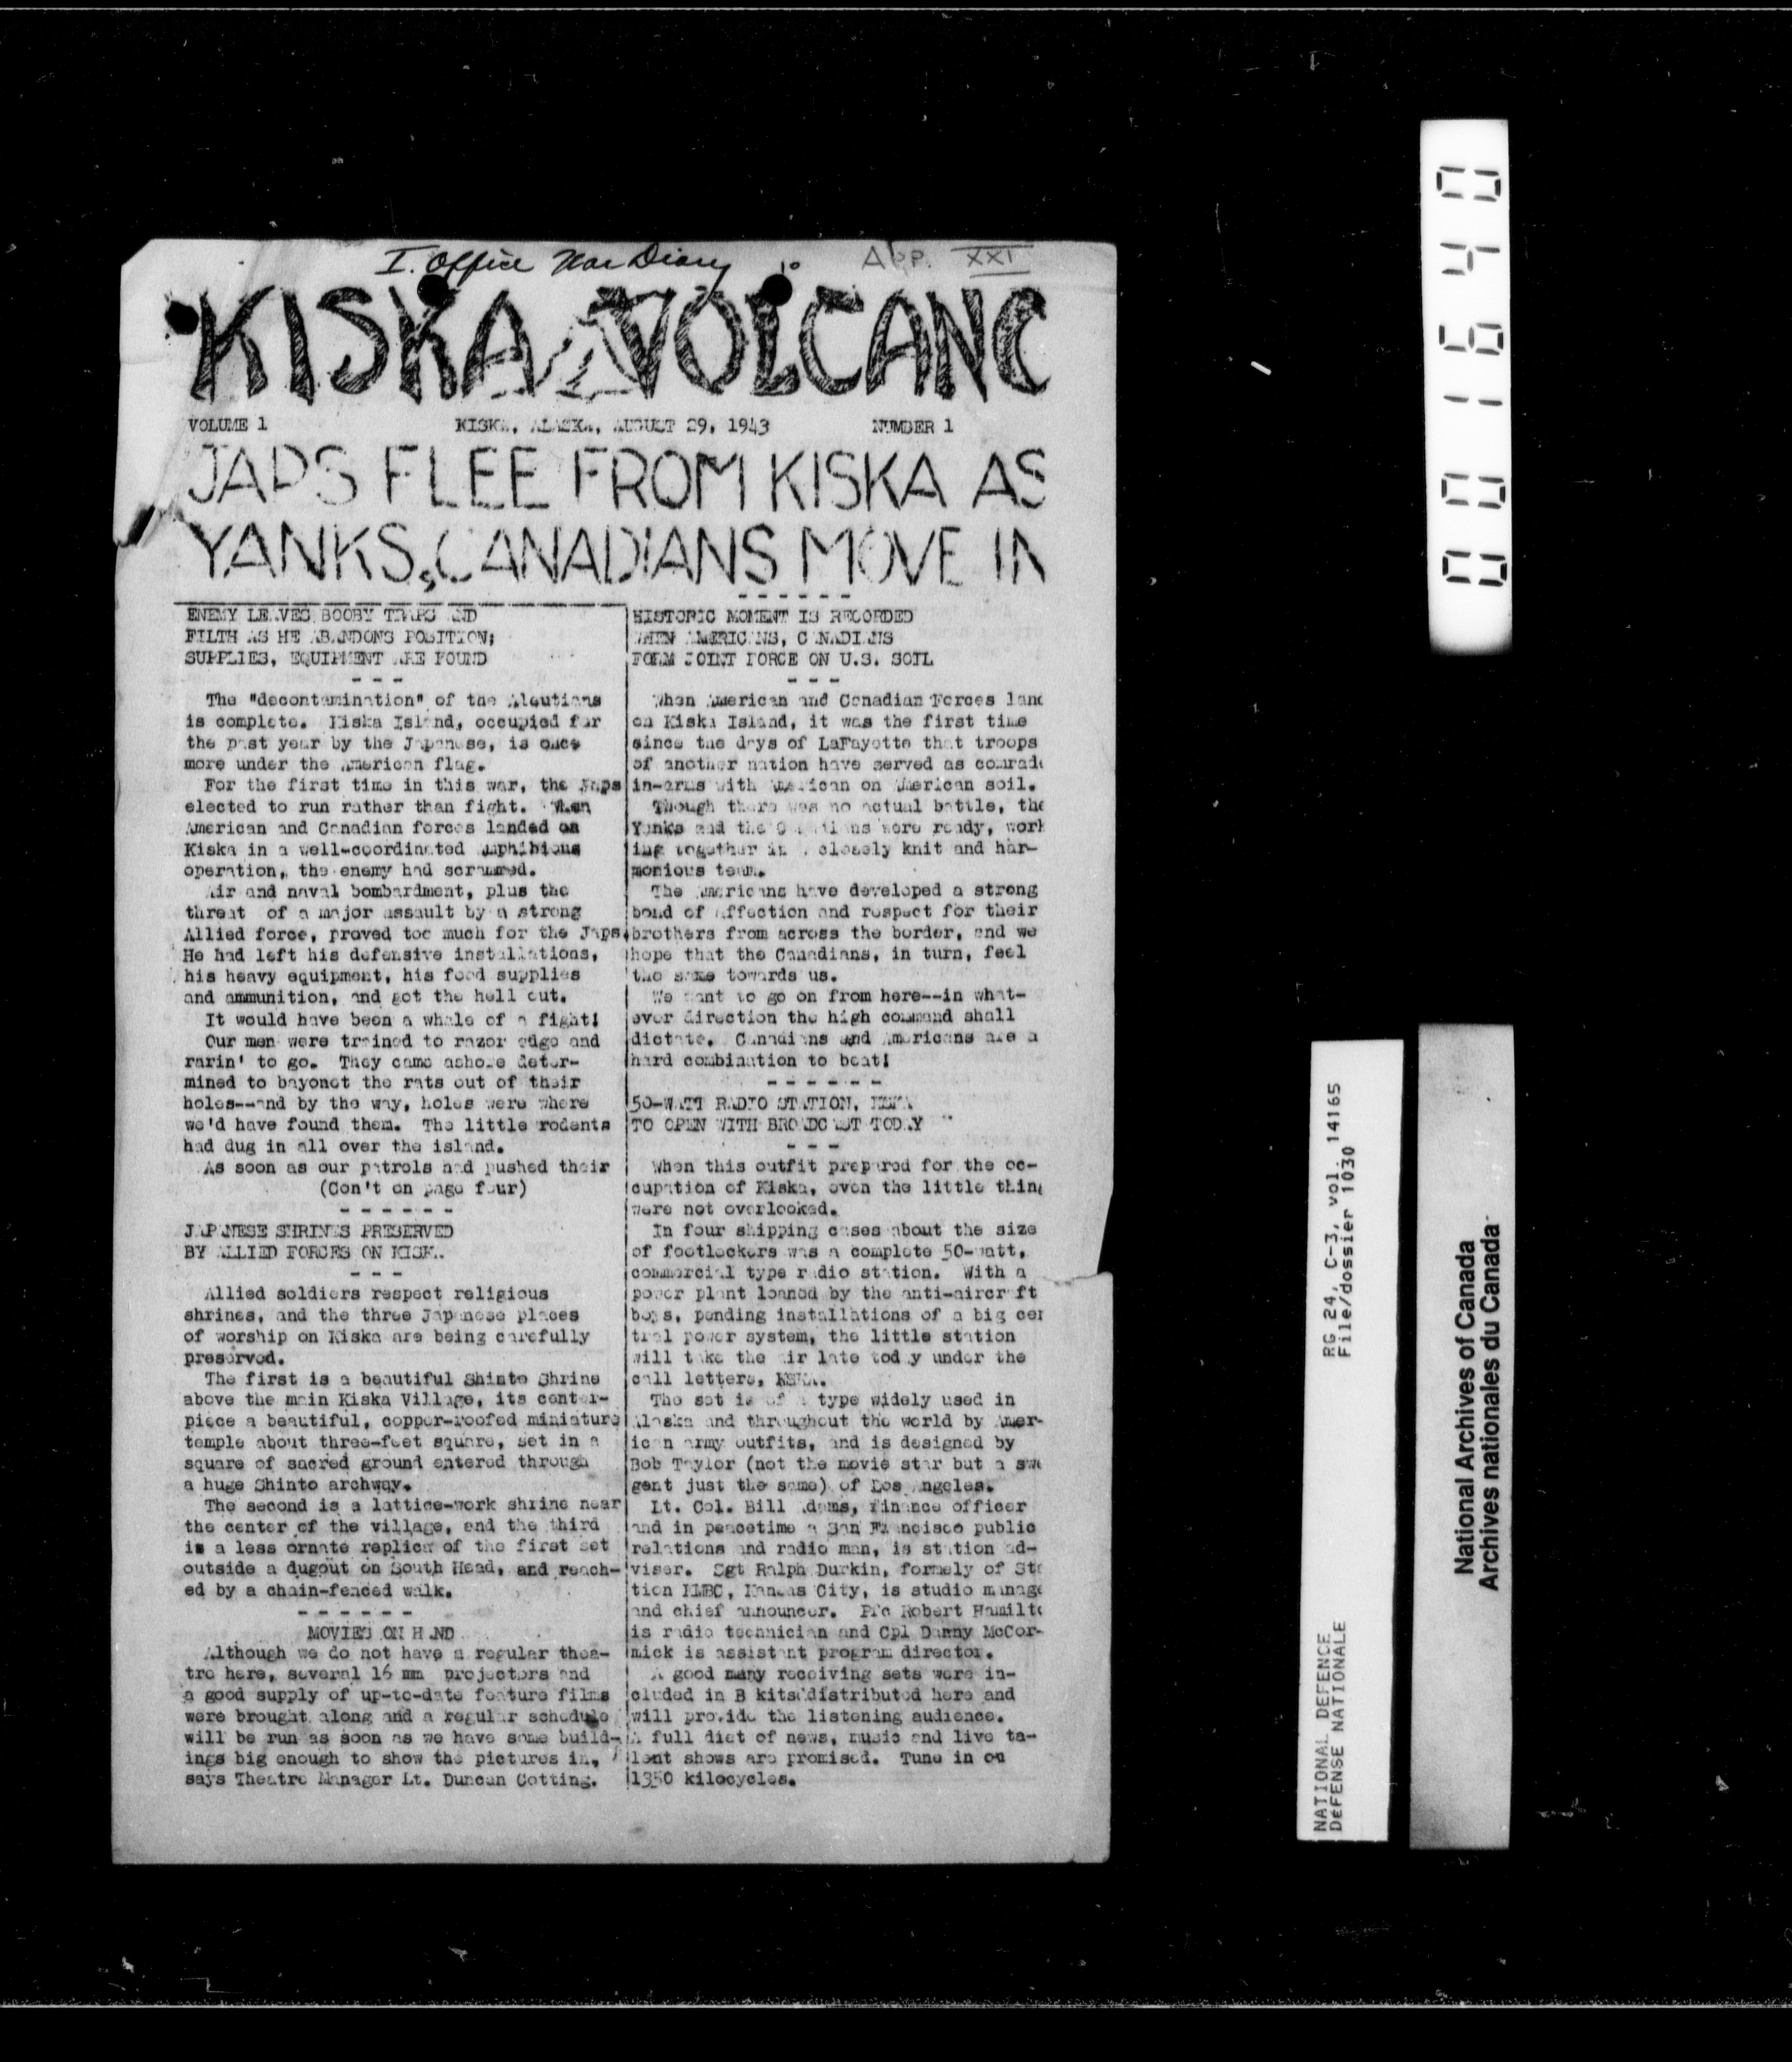 I. Office War Diary
App. XXI
KISKA VOLCANO
VOLUME 1 KISKA, ALASKA, AUGUST 29, 1943 NUMBER 1
JAPS FLEE FROM KISKA AS
YANKS, CANADIANS MOVE IN
ENEMY LEAVES BOOBY TRAPS AND
FILTH AS HE ABANDONS POSITION;
SUPPLIES, EQUIPMENT ARE FOUND
- - -
The "decontamination" of the Aleutians
is complete. Kiska Island, occupied for
the past year by the Japanese, is once
more under the American flag.
For the first time in this war, the Japs
elected to run rather than fight. When
American and Canadian forces landed on
Kiska in a well-coordinated amphibious
operation, the enemy had scrammed.
Air and naval bombardment, plus the
threat of a major assault by a strong
Allied force, proved too much for the Japs.
He had left his defensive installations,
his heavy equipment, his food supplies
and ammunition, and got the hell out.
It would have been a whale of a fight!
Our men were trained to razor edge and
rarin' to go. They came ashore deter-
mined to bayonet the rats out of their
holes--and by the way, holes were where
we'd have found them. The little rodents
had dug in all over the island.
As soon as our patrols had pushed their
(Con't on page four)
- - - - - -
JAPANESE SHRINES PRESERVED
BY ALLIED FORCES ON KISKA
- - -
Allied soldiers respect religious
shrines, and the three Japanese places
of worship on Kiska are being carefully
preserved.
The first is a beautiful Shinto Shrine
above the main Kiska Village, its center-
piece a beautiful, copper-roofed miniature
temple about three-feet square, set in a
square of sacred ground entered through
a huge Shinto archway.
The second is a lattice-work shrine near
the center of the village, and the third
is a less ornate replica of the first set
outside a dugout on South Head, and reach-
ed by a chain-fenced walk.
- - - - - -
MOVIES ON HAND
Although we do not have a regular thea-
tre here, several 16 mm projectors and
a good supply of up-to-date feature films
were brought along and a regular schedule
will be run as soon as we have some build-
ings big enough to show the pictures in,
says Theatre Manager Lt. Duncan Cotting.
- - - - - -
HISTORIC MOMENT IS RECORDED
WHEN AMERICANS, CANADIANS
FORM JOINT FORCE ON U.S. SOIL
- - -
When American and Canadian Forces land
on Kiska Island, it was the first time
since the days of LaFayette that troops
of another nation have served as comrade
in-arms with American on American soil.
Though there was no actual battle, the
Yanks and the Canadians were ready, work
ing together in a closely knit and har-
monious team.
The Americans have developed a strong
bond of affection and respect for their
brothers from across the border, and we
hope that the Canadians, in turn, feel
the same towards us.
We want to go on from here--in what-
ever direction the high command shall
dictate. Canadians and Americans are a
hard combination to beat!
- - - - - -
50-WATT RADIO STATION, KSKA
TO OPEN WITH BROADCAST TODAY
- - -
When this outfit prepared for the oc-
cupation of Kiska, even the little thing
were not overlooked.
In four shipping cases about the size
of footlockers was a complete 50-watt,
commercial type radio station. With a
power plant loaned by the anti-aircraft
boys, pending installations of a big cen
tral power system, the little station
will take the air late today under the
call letters, KSKA.
The set is of a type widely used in
Alaska and throughout the world by Amer-
ican army outfits, and is designed by
Bob Taylor (not the movie star but a swe
gent just the same) of Los Angeles.
Lt. Col. Bill Adams, finance officer
and in peacetime a San Francisco public
relations and radio man, is station ad-
viser. Sgt Ralph Durkin, formely of Sta
tion KMBC, Kansas City, is studio manage
and chief announcer. Pfc Robert Hamilto
is radio technician and Cpl Danny McCor-
mick is assistant program director.
A good many receiving sets were in-
cluded in B kits distributed here and
will provide the listening audience.
A full diet of news, music and live ta-
lent shows are promised. Tune in on
1350 kilocycles.
001640
RG 24, C-3, vol. 14165
File/dossier 1030
NATIONAL DEFENCE
DEFENSE NATIONALE
National Archives of Canada
Archives nationales du Canada